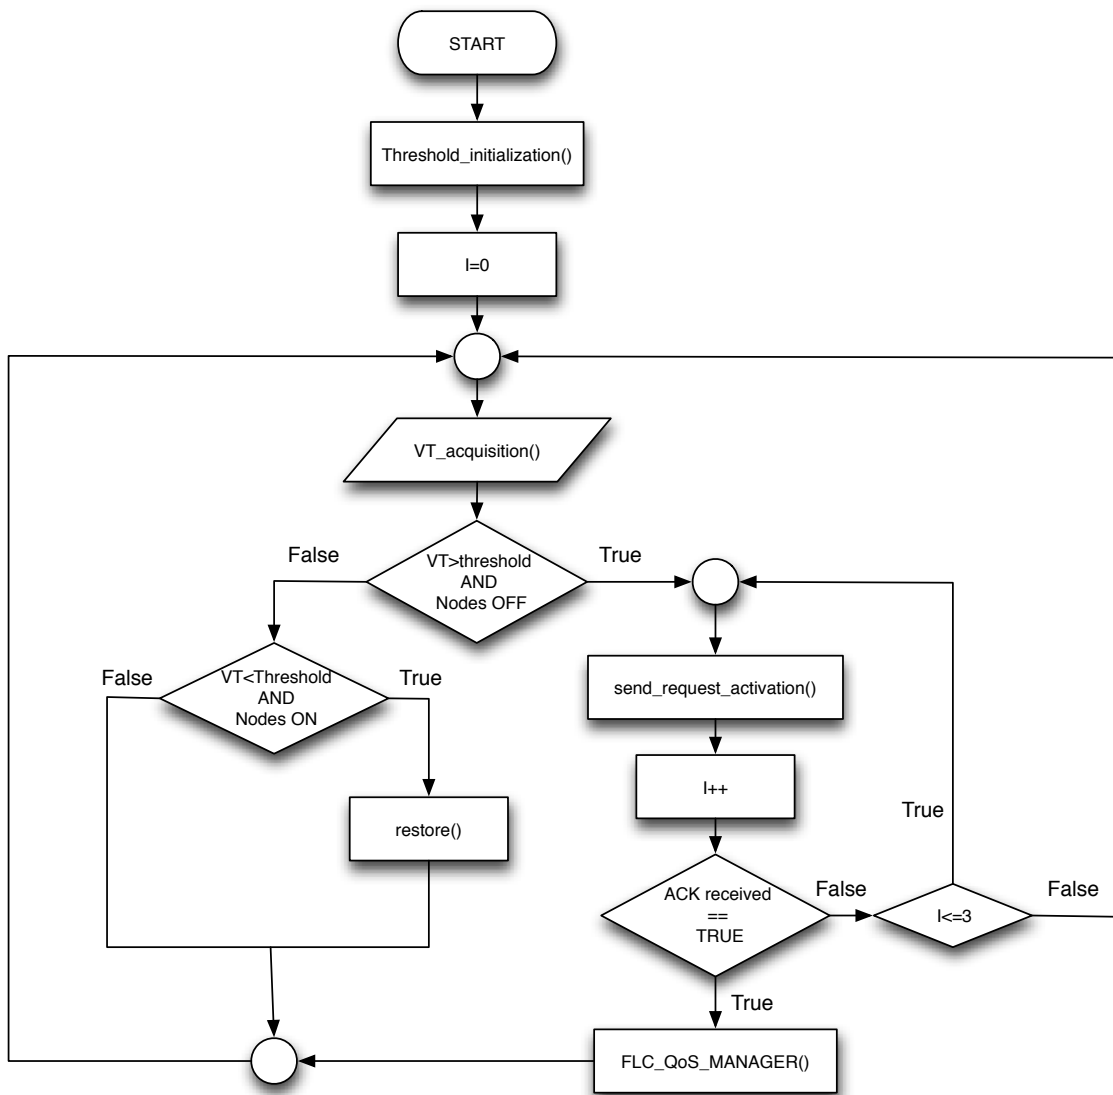 START
Threshold_initialization()
I=0
VT_acquisition()
False
VT>threshold
AND
Nodes OFF
True
False
VT<Threshold
AND
Nodes ON
True
restore()
send_request_activation()
I++
ACK received
==
TRUE
False
True
I<=3
False
True
FLC_QoS_MANAGER()